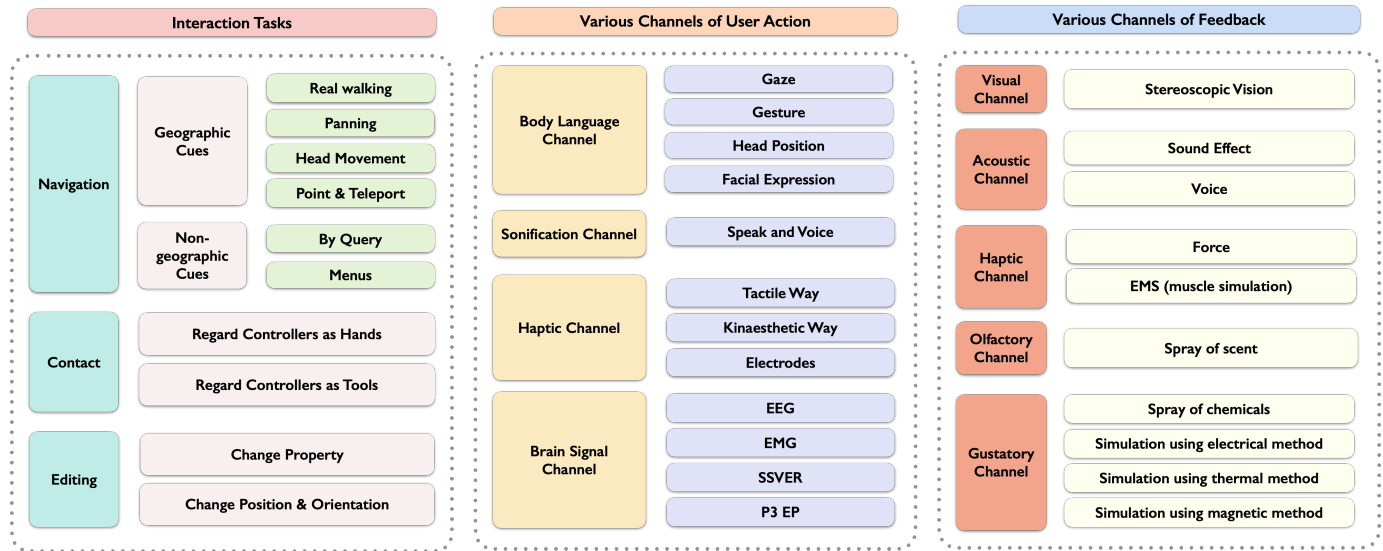 Interaction Tasks
Navigation
Geographic
Cues
Real walking
Panning
Head Movement
Point & Teleport
Non-
geographic
Cues
By Query
Menus
Contact
Regard Controllers as Hands
Regard Controllers as Tools
Editing
Change Property
Change Position & Orientation
Various Channels of User Action
Body Language
Channel
Gaze
Gesture
Head Position
Facial Expression
Sonification Channel
Speak and Voice
Haptic Channel
Tactile Way
Kinaesthetic Way
Electrodes
Brain Signal
Channel
EEG
EMG
SSVER
P3 EP
Various Channels of Feedback
Visual
Channel
Stereoscopic Vision
Acoustic
Channel
Sound Effect
Voice
Haptic
Channel
Force
EMS (muscle simulation)
Olfactory
Channel
Spray of scent
Gustatory
Channel
Spray of chemicals
Simulation using electrical method
Simulation using thermal method
Simulation using magnetic method